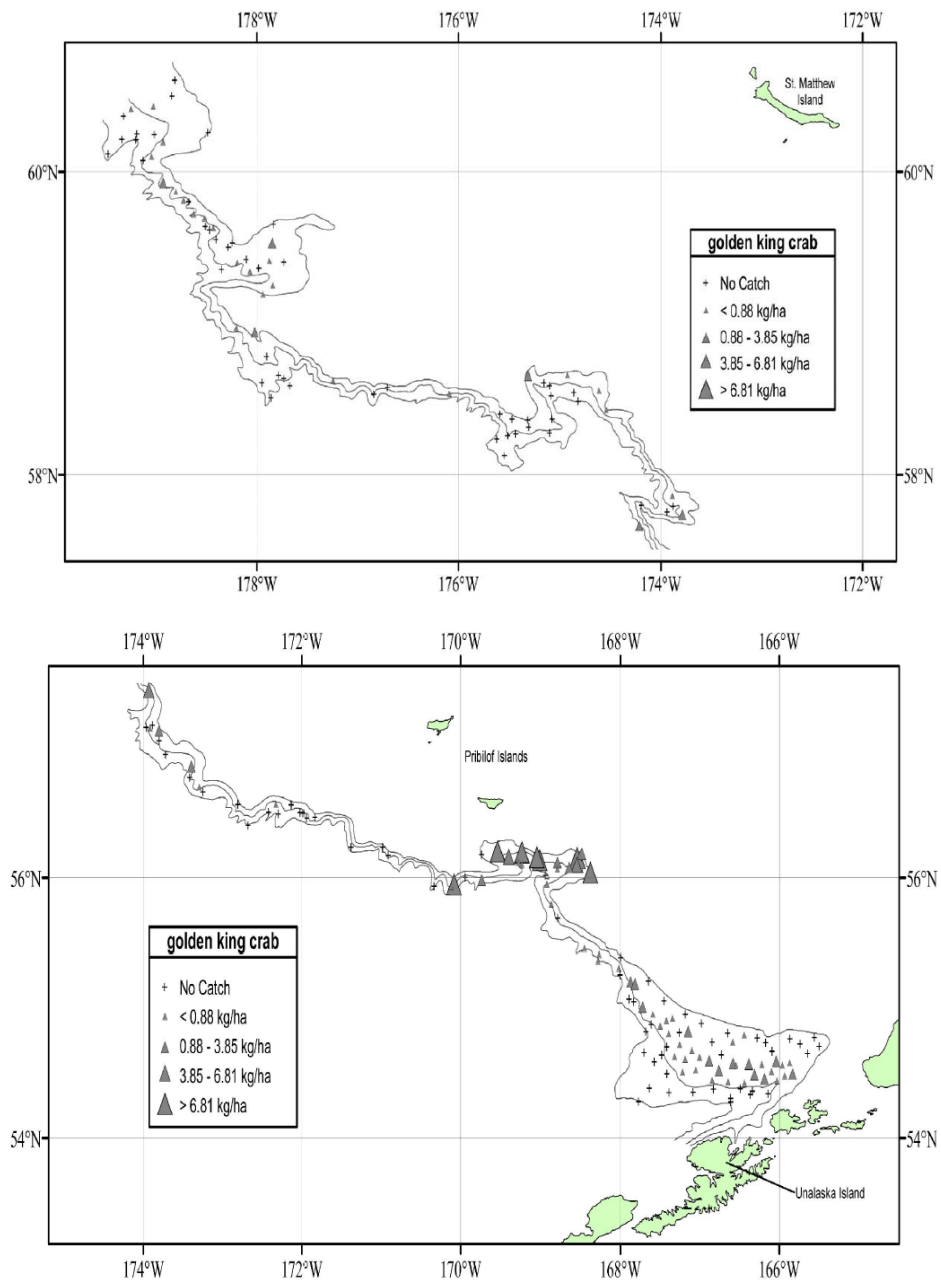 178°W 176°W 174°W 172°W
St. Matthew
Island
60°N 60°N
golden king crab
No Catch
< 0.88 kg/ha
0.88 - 3.85 kg/ha
3.85 - 6.81 kg/ha
> 6.81 kg/ha
58°N 58°N
178°W 176°W 174°W 172°W
174°W 172°W 170°W 168°W 166°W
Pribilof Islands
56°N 56°N
golden king crab
No Catch
< 0.88 kg/ha
0.88 - 3.85 kg/ha
3.85 - 6.81 kg/ha
> 6.81 kg/ha
54°N 54°N
Unalaska Island
174°W 172°W 170°W 168°W 166°W